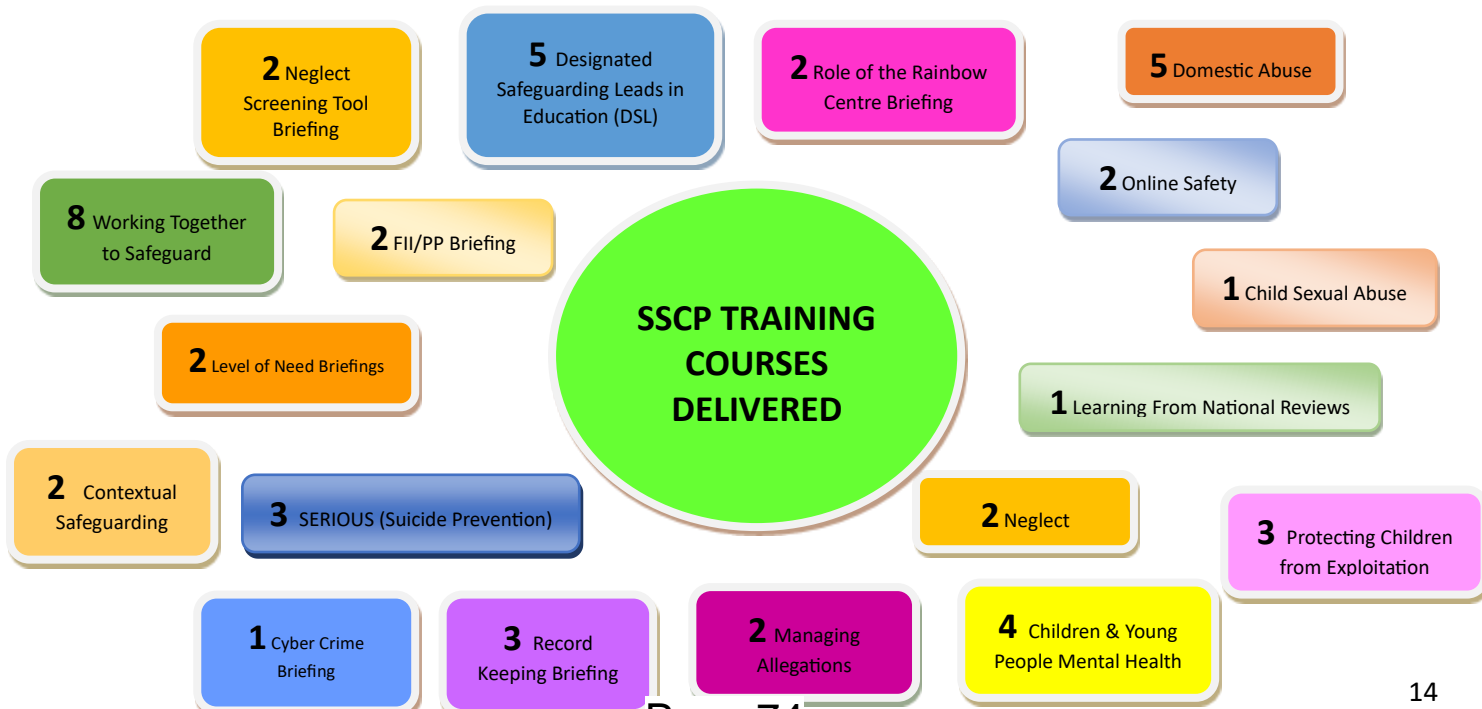 2 Neglect
Screening Tool
Briefing
5 Designated
Safeguarding Leads in
Education (DSL)
2 Role of the Rainbow
Centre Briefing
5 Domestic Abuse
2 Online Safety
8 Working Together
to Safeguard
2 FII/PP Briefing
1 Child Sexual Abuse
SSCP TRAINING
COURSES
DELIVERED
2 Level of Need Briefings
1 Learning From National Reviews
2 Contextual
Safeguarding
3 SERIOUS (Suicide Prevention)
2 Neglect
3 Protecting Children
from Exploitation
1 Cyber Crime
Briefing
3 Record
Keeping Briefing
2 Managing
Allegations
4 Children & Young
People Mental Health
14